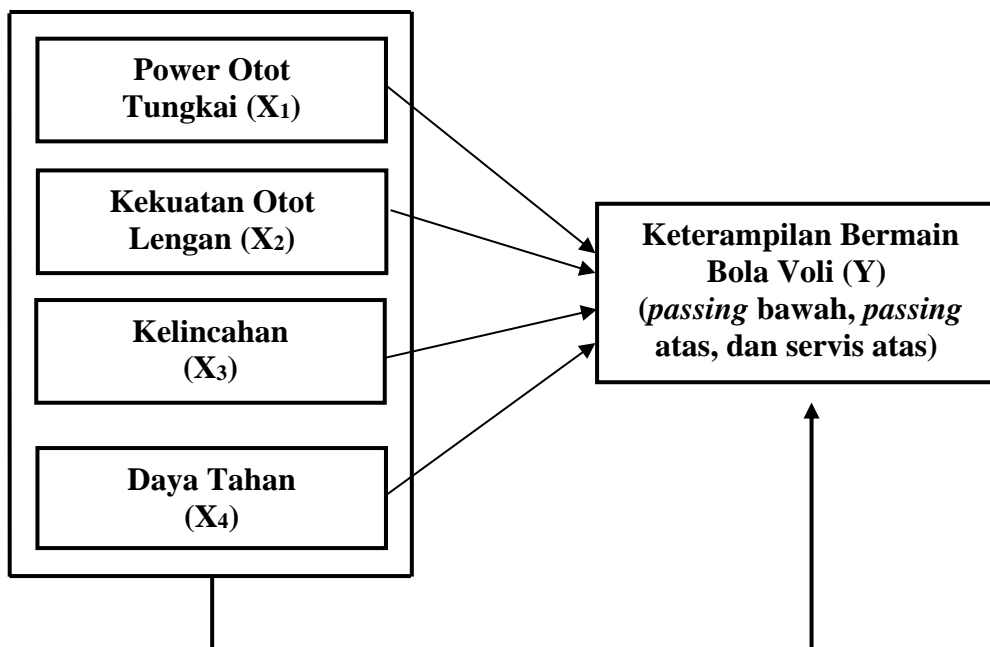 Power Otot
Tungkai (X1)
Kekuatan Otot
Lengan (X2)
Kelincahan
(X3)
Daya Tahan
(X4)
Keterampilan Bermain
Bola Voli (Y)
(passing bawah, passing
atas, dan servis atas)